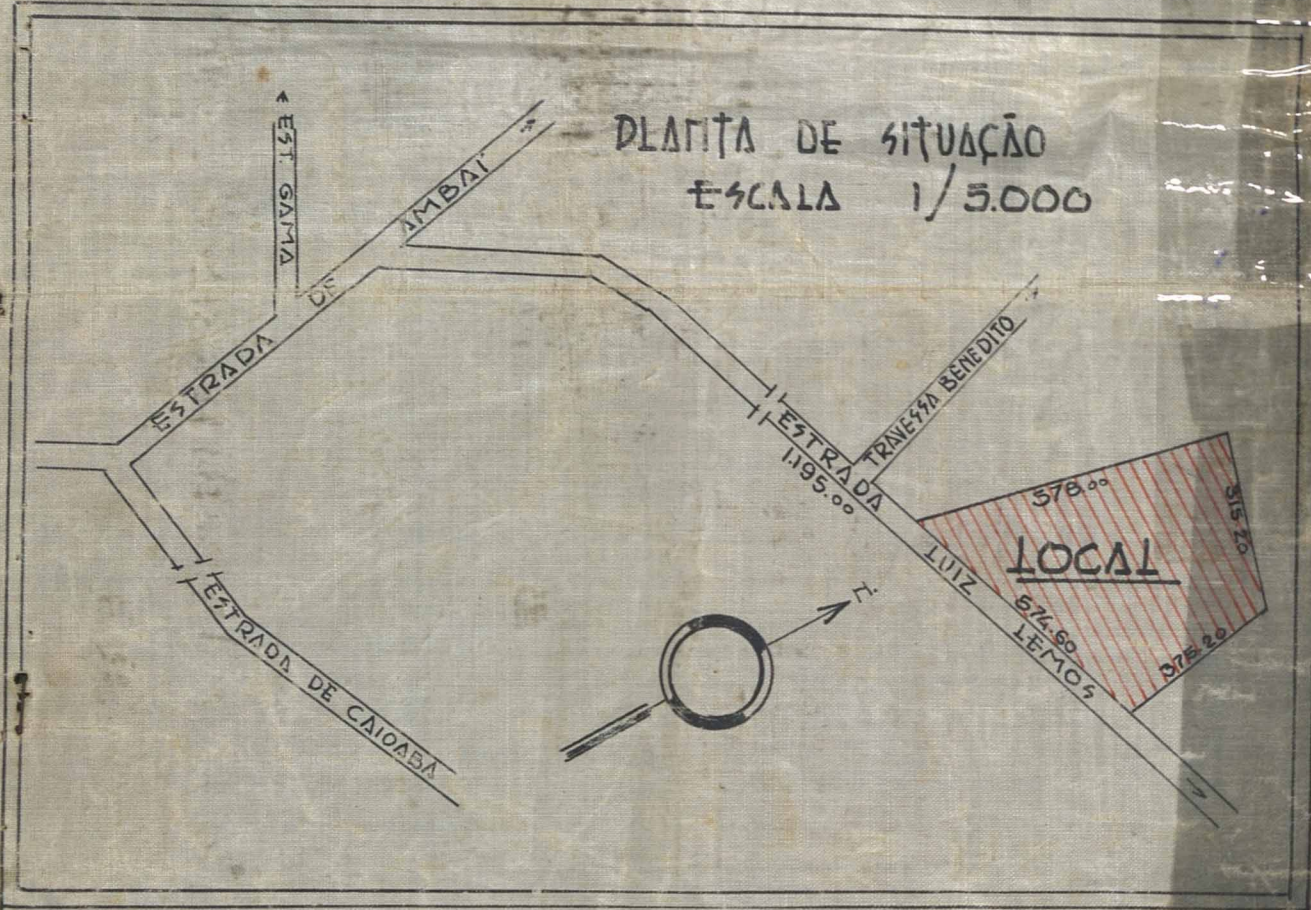 PLANTA DE SITUAÇÃO
ESCALA 1/5.000
EST. GAMA
ESTRADA DE AMBAÍ
TRAVESSA BENEDITO
ESTRADA LUIZ LEMOS
1.195.00
578.00
315.20
LOCAL
574.60
375.20
N
ESTRADA DE CAIOABA